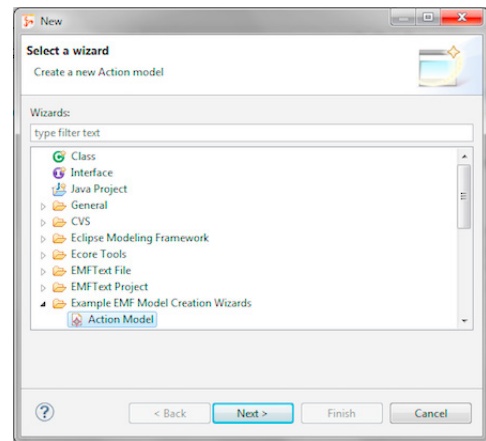 New
Select a wizard
Create a new Action model
Wizards:
type filter text
Class
Interface
Java Project
General
CVS
Eclipse Modeling Framework
Ecore Tools
EMFText File
EMFText Project
Example EMF Model Creation Wizards
Action Model
? < Back Next > Finish Cancel